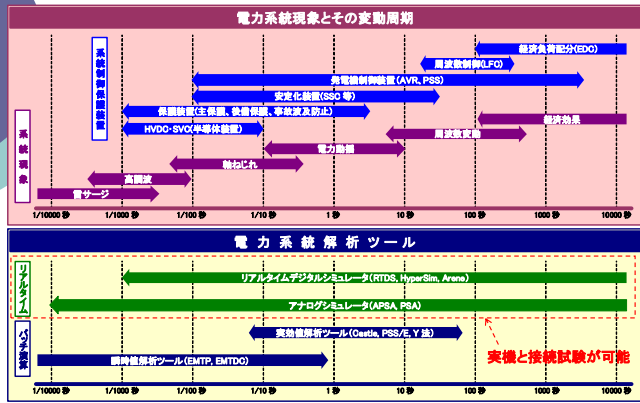 電力系統現象とその変動周期
系統制御保護装置
経済負荷配分(EDC)
周波数制御(LFC)
発電機制御装置(AVR、PSS)
安定化装置(SSC 等)
保護装置(主保護、後備保護、事故波及防止)
HVDC・SVC(半導体装置)
系統現象
経済効果
周波数変動
電力動揺
軸ねじれ
高調波
雷サージ
1/10000 秒 1/1000 秒 1/100 秒 1/10 秒 1 秒 10 秒 100 秒 1000 秒 10000 秒
電力系統解析ツール
リアルタイム
リアルタイムデジタルシミュレータ(RTDS, HyperSim, Arene)
アナログシミュレータ(APSA, PSA)
バッチ演算
実効値解析ツール(Castle, PSS/E, Y 法)
実機と接続試験が可能
瞬時値解析ツール(EMTP, EMTDC)
1/10000 秒 1/1000 秒 1/100 秒 1/10 秒 1 秒 10 秒 100 秒 1000 秒 10000 秒